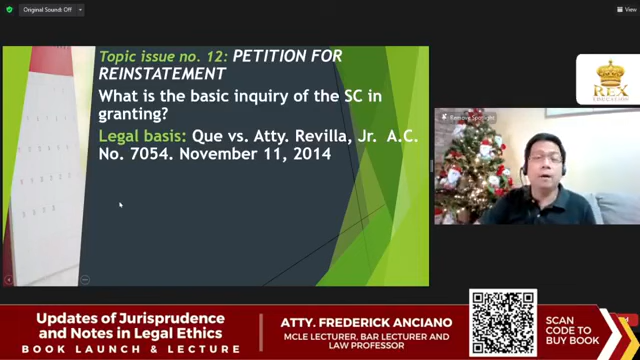 Original Sound: Off
View
Topic issue no. 12: PETITION FOR
REINSTATEMENT
What is the basic inquiry of the SC in
granting?
Legal basis: Que vs. Atty. Revilla, Jr. A.C.
No. 7054. November 11, 2014
REX
EDUCATION
Remove Spotlight
Updates of Jurisprudence
and Notes in Legal Ethics
BOOK LAUNCH & LECTURE
ATTY. FREDERICK ANCIANO
MCLE LECTURER, BAR LECTURER AND
LAW PROFESSOR
SCAN
CODE TO
BUY BOOK